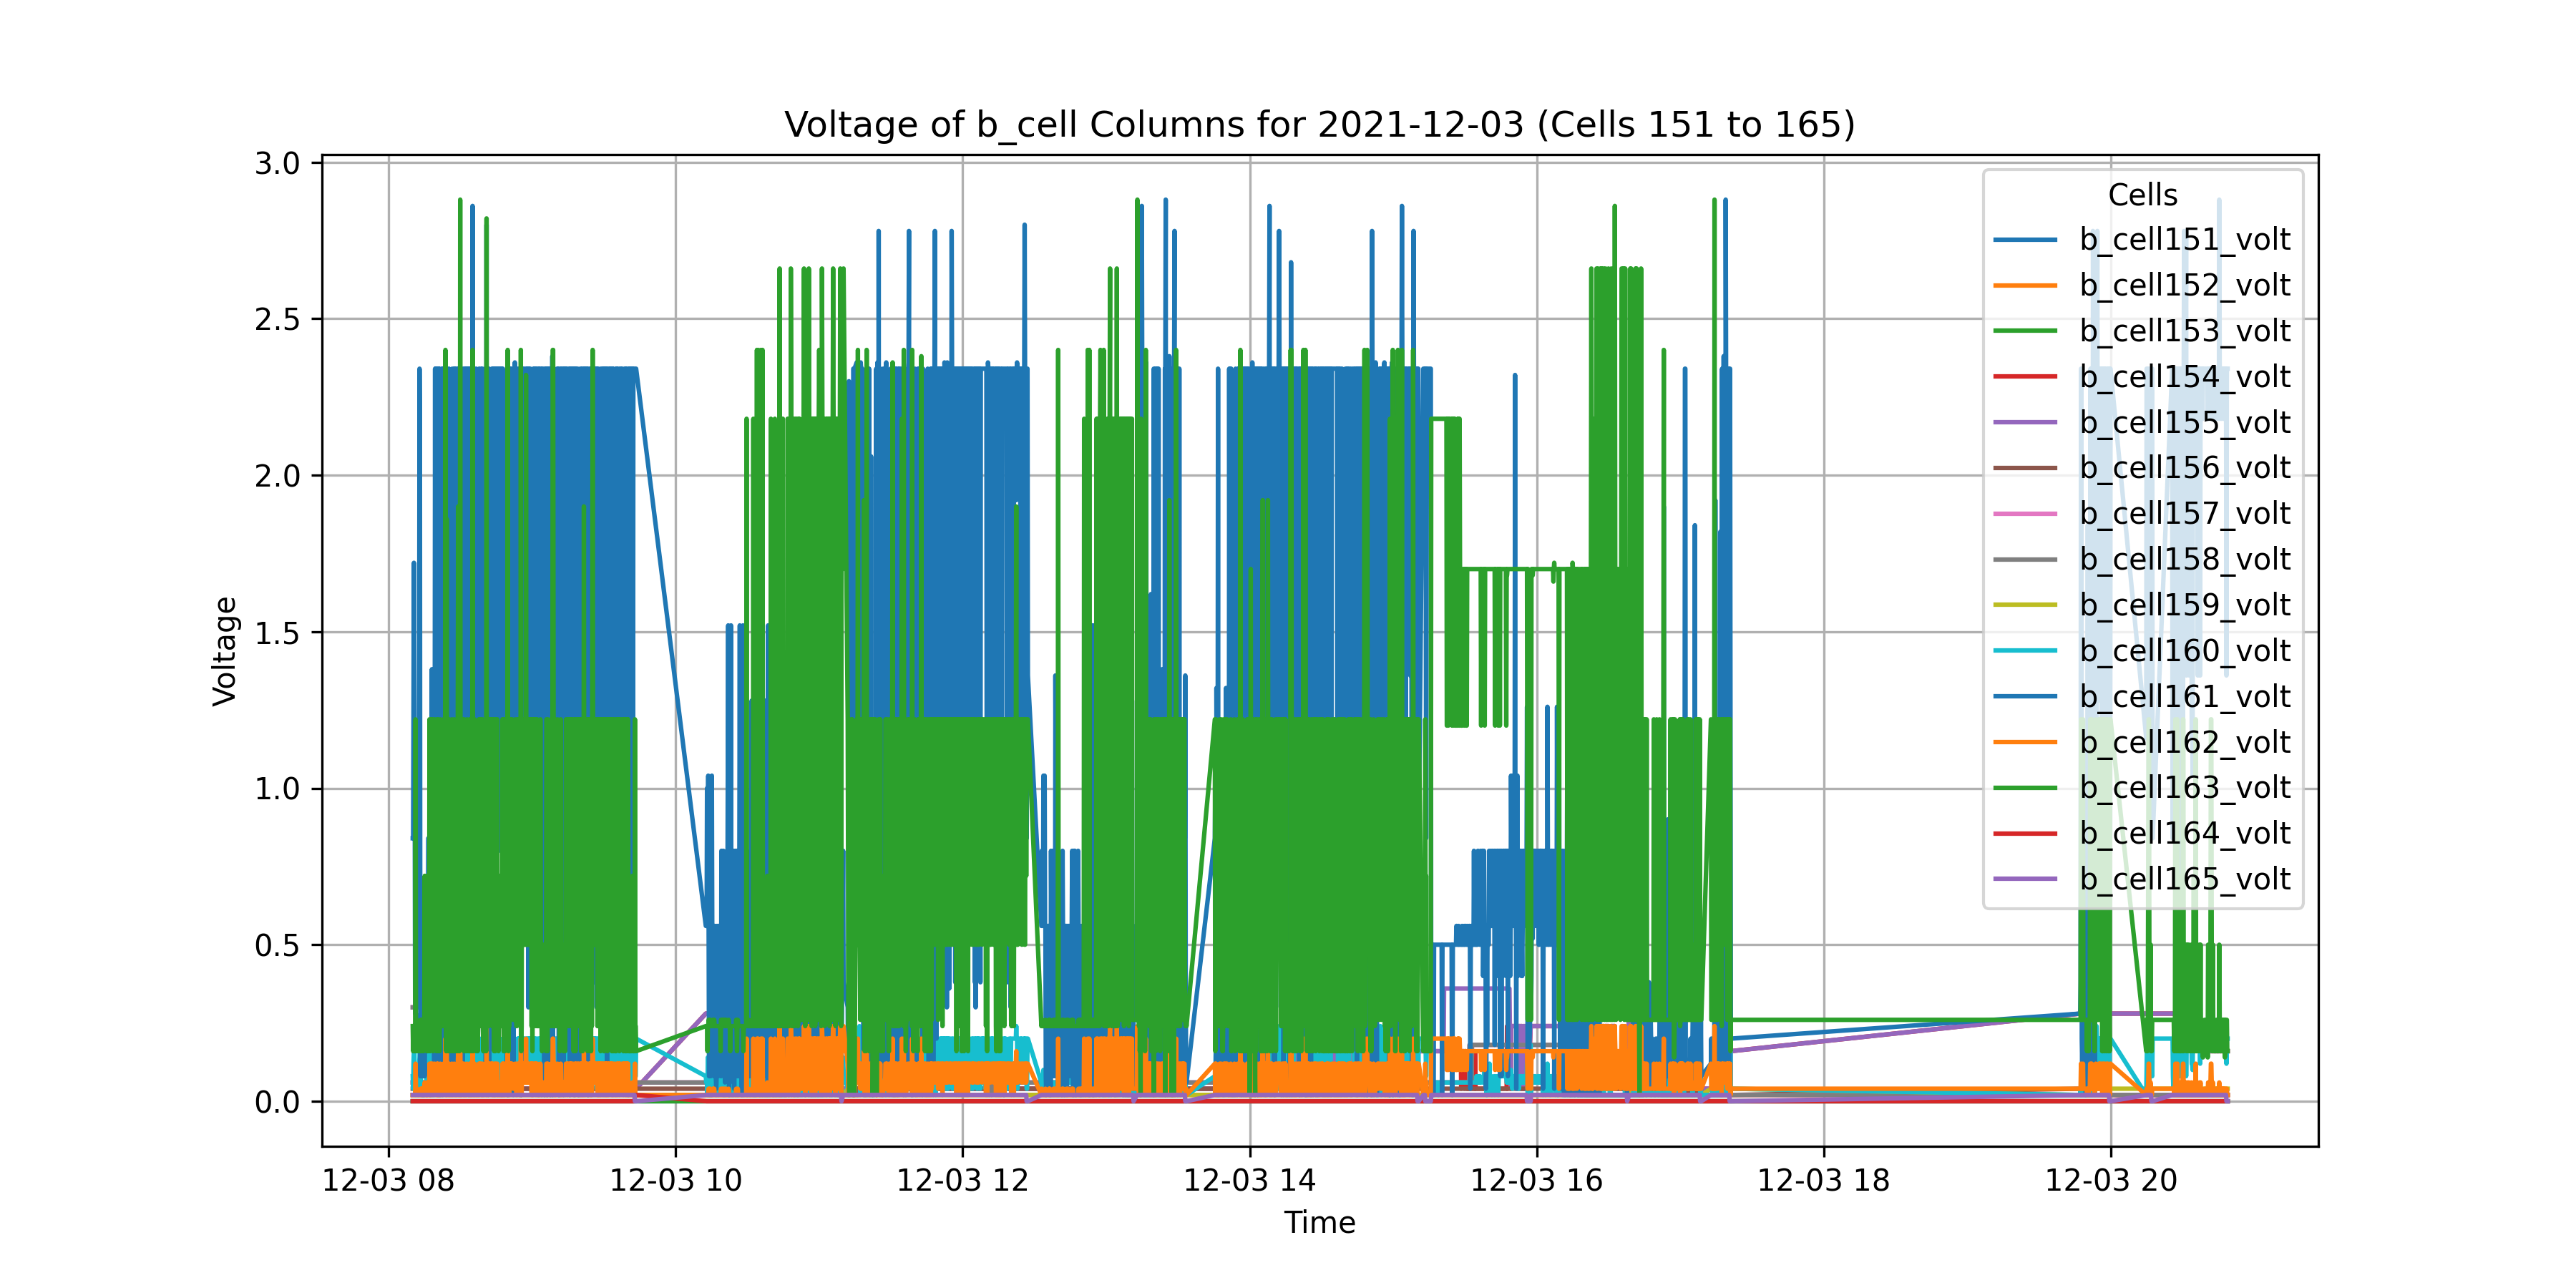 Voltage of b_cell Columns for 2021-12-03 (Cells 151 to 165)
3.0
2.5
2.0
1.5
1.0
0.5
0.0
Voltage
Cells
b_cell151_volt
b_cell152_volt
b_cell153_volt
b_cell154_volt
b_cell155_volt
b_cell156_volt
b_cell157_volt
b_cell158_volt
b_cell159_volt
b_cell160_volt
b_cell161_volt
b_cell162_volt
b_cell163_volt
b_cell164_volt
b_cell165_volt
12-03 08
12-03 10
12-03 12
12-03 14
12-03 16
12-03 18
12-03 20
Time